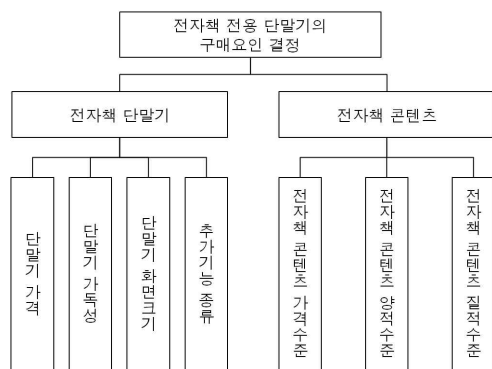 전자책 전용 단말기의
구매요인 결정
전자책 단말기
전자책 콘텐츠
단말기 가격
단말기 가독성
단말기 화면크기
추가기능 종류
전자책 콘텐츠 가격수준
전자책 콘텐츠 양적수준
전자책 콘텐츠 질적수준